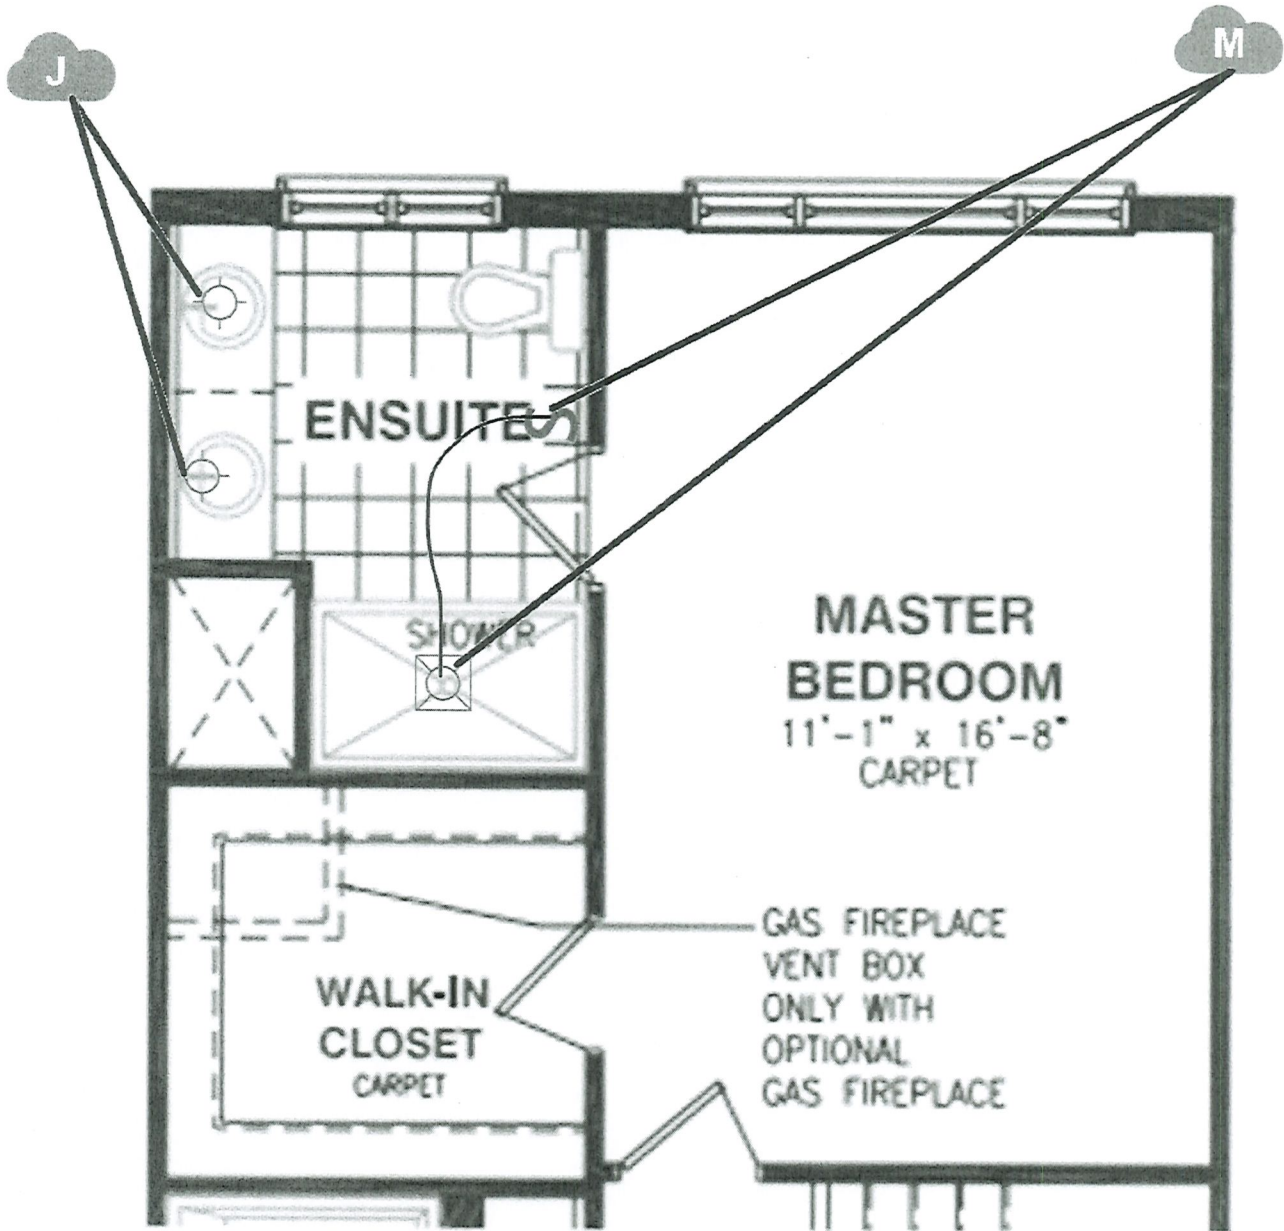 J
M
ENSUITE
S
SHOWER
MASTER
BEDROOM
11'-1" x 16'-8"
CARPET
GAS FIREPLACE
VENT BOX
ONLY WITH
OPTIONAL
GAS FIREPLACE
WALK-IN
CLOSET
CARPET